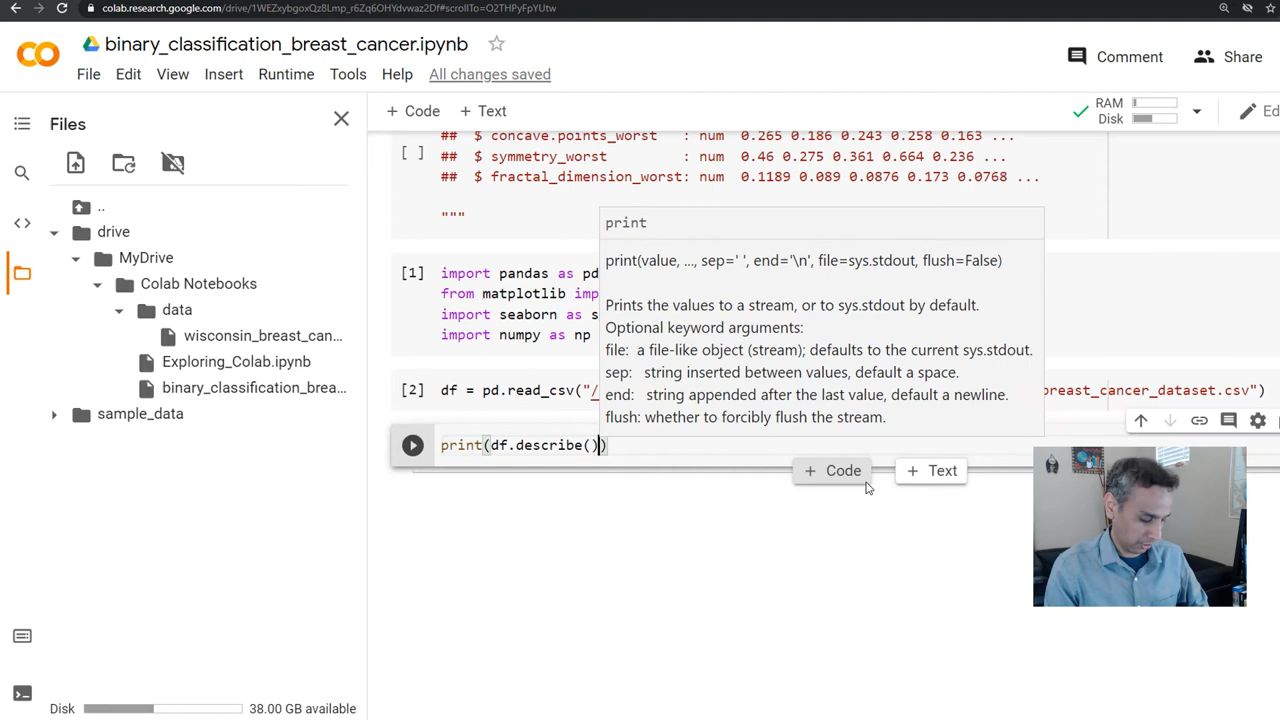 colab.research.google.com/drive/1WEZxybgoxQz8Lmp_r6Zq6OHYdvwaz2Df#scrollTo=O2THPyFpYUtw
CO
binary_classification_breast_cancer.ipynb
Comment
Share
File Edit View Insert Runtime Tools Help All changes saved
+ Code + Text
RAM
Disk
Files
..
drive
MyDrive
Colab Notebooks
data
wisconsin_breast_can...
Exploring_Colab.ipynb
binary_classification_brea...
sample_data
Disk 38.00 GB available
## $ concave.points_worst : num 0.265 0.186 0.243 0.258 0.163 ...
[ ] ## $ symmetry_worst : num 0.46 0.275 0.361 0.664 0.236 ...
## $ fractal_dimension_worst: num 0.1189 0.089 0.0876 0.173 0.0768 ...
"""
print
print(value, ..., sep=' ', end='\n', file=sys.stdout, flush=False)
Prints the values to a stream, or to sys.stdout by default.
Optional keyword arguments:
file: a file-like object (stream); defaults to the current sys.stdout.
sep: string inserted between values, default a space.
end: string appended after the last value, default a newline.
flush: whether to forcibly flush the stream.
[1] import pandas as pd
from matplotlib imp
import seaborn as s
import numpy as np
[2] df = pd.read_csv("/ breast_cancer_dataset.csv")
print(df.describe())
+ Code + Text